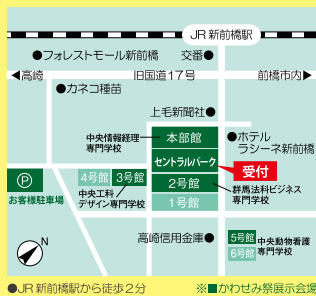 JR 新前橋駅
●フォレストモール新前橋
交番●
◀高崎
旧国道17号
前橋市内▶
●カネコ種苗
上毛新聞社●
中央情報経理
専門学校
本部館
●ホテル
ラシーネ新前橋
セントラルパーク
受付
P
お客様駐車場
4号館
3号館
2号館
中央工科
デザイン専門学校
群馬法科ビジネス
専門学校
1号館
高崎信用金庫●
5号館
6号館
中央動物看護
専門学校
N
●JR 新前橋駅から徒歩2分
※■かわせみ祭展示会場